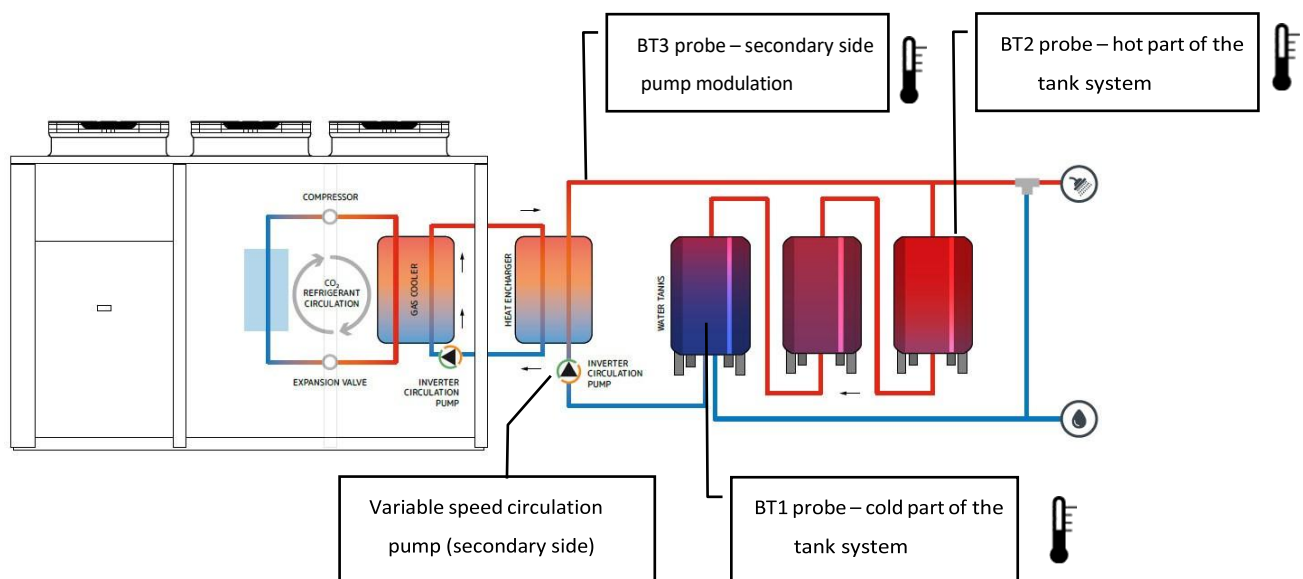 BT3 probe – secondary side
pump modulation
BT2 probe – hot part of the
tank system
COMPRESSOR
CO₂
REFRIGERANT
CIRCULATION
GAS COOLER
HEAT ENCHARGER
WATER TANKS
EXPANSION VALVE
INVERTER
CIRCULATION
PUMP
INVERTER
CIRCULATION
PUMP
Variable speed circulation
pump (secondary side)
BT1 probe – cold part of the
tank system